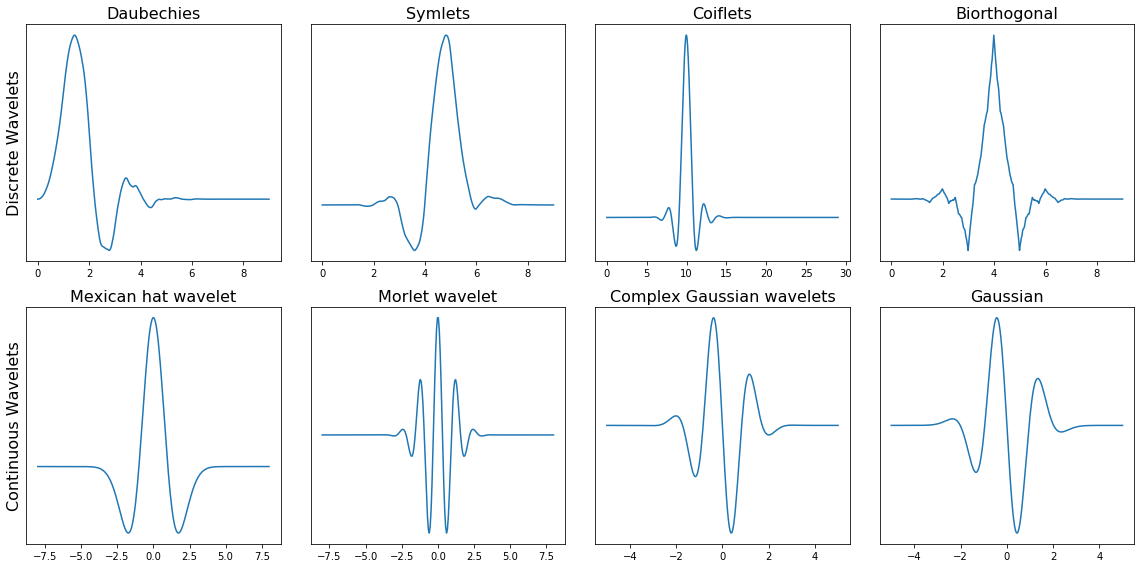 Daubechies
Symlets
Coiflets
Biorthogonal
Discrete Wavelets
0 2 4 6 8
0 2 4 6 8
0 5 10 15 20 25 30
0 2 4 6 8
Mexican hat wavelet
Morlet wavelet
Complex Gaussian wavelets
Gaussian
Continuous Wavelets
−7.5 −5.0 −2.5 0.0 2.5 5.0 7.5
−7.5 −5.0 −2.5 0.0 2.5 5.0 7.5
−4 −2 0 2 4
−4 −2 0 2 4